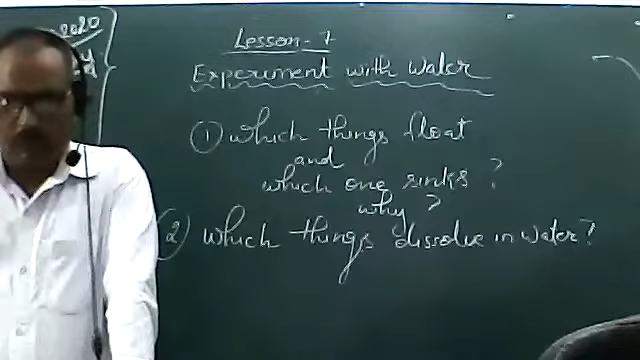 2020
Lesson - 7
Experiment with Water
① which things float
and
which one sinks ?
why ?
② which things dissolve in water?